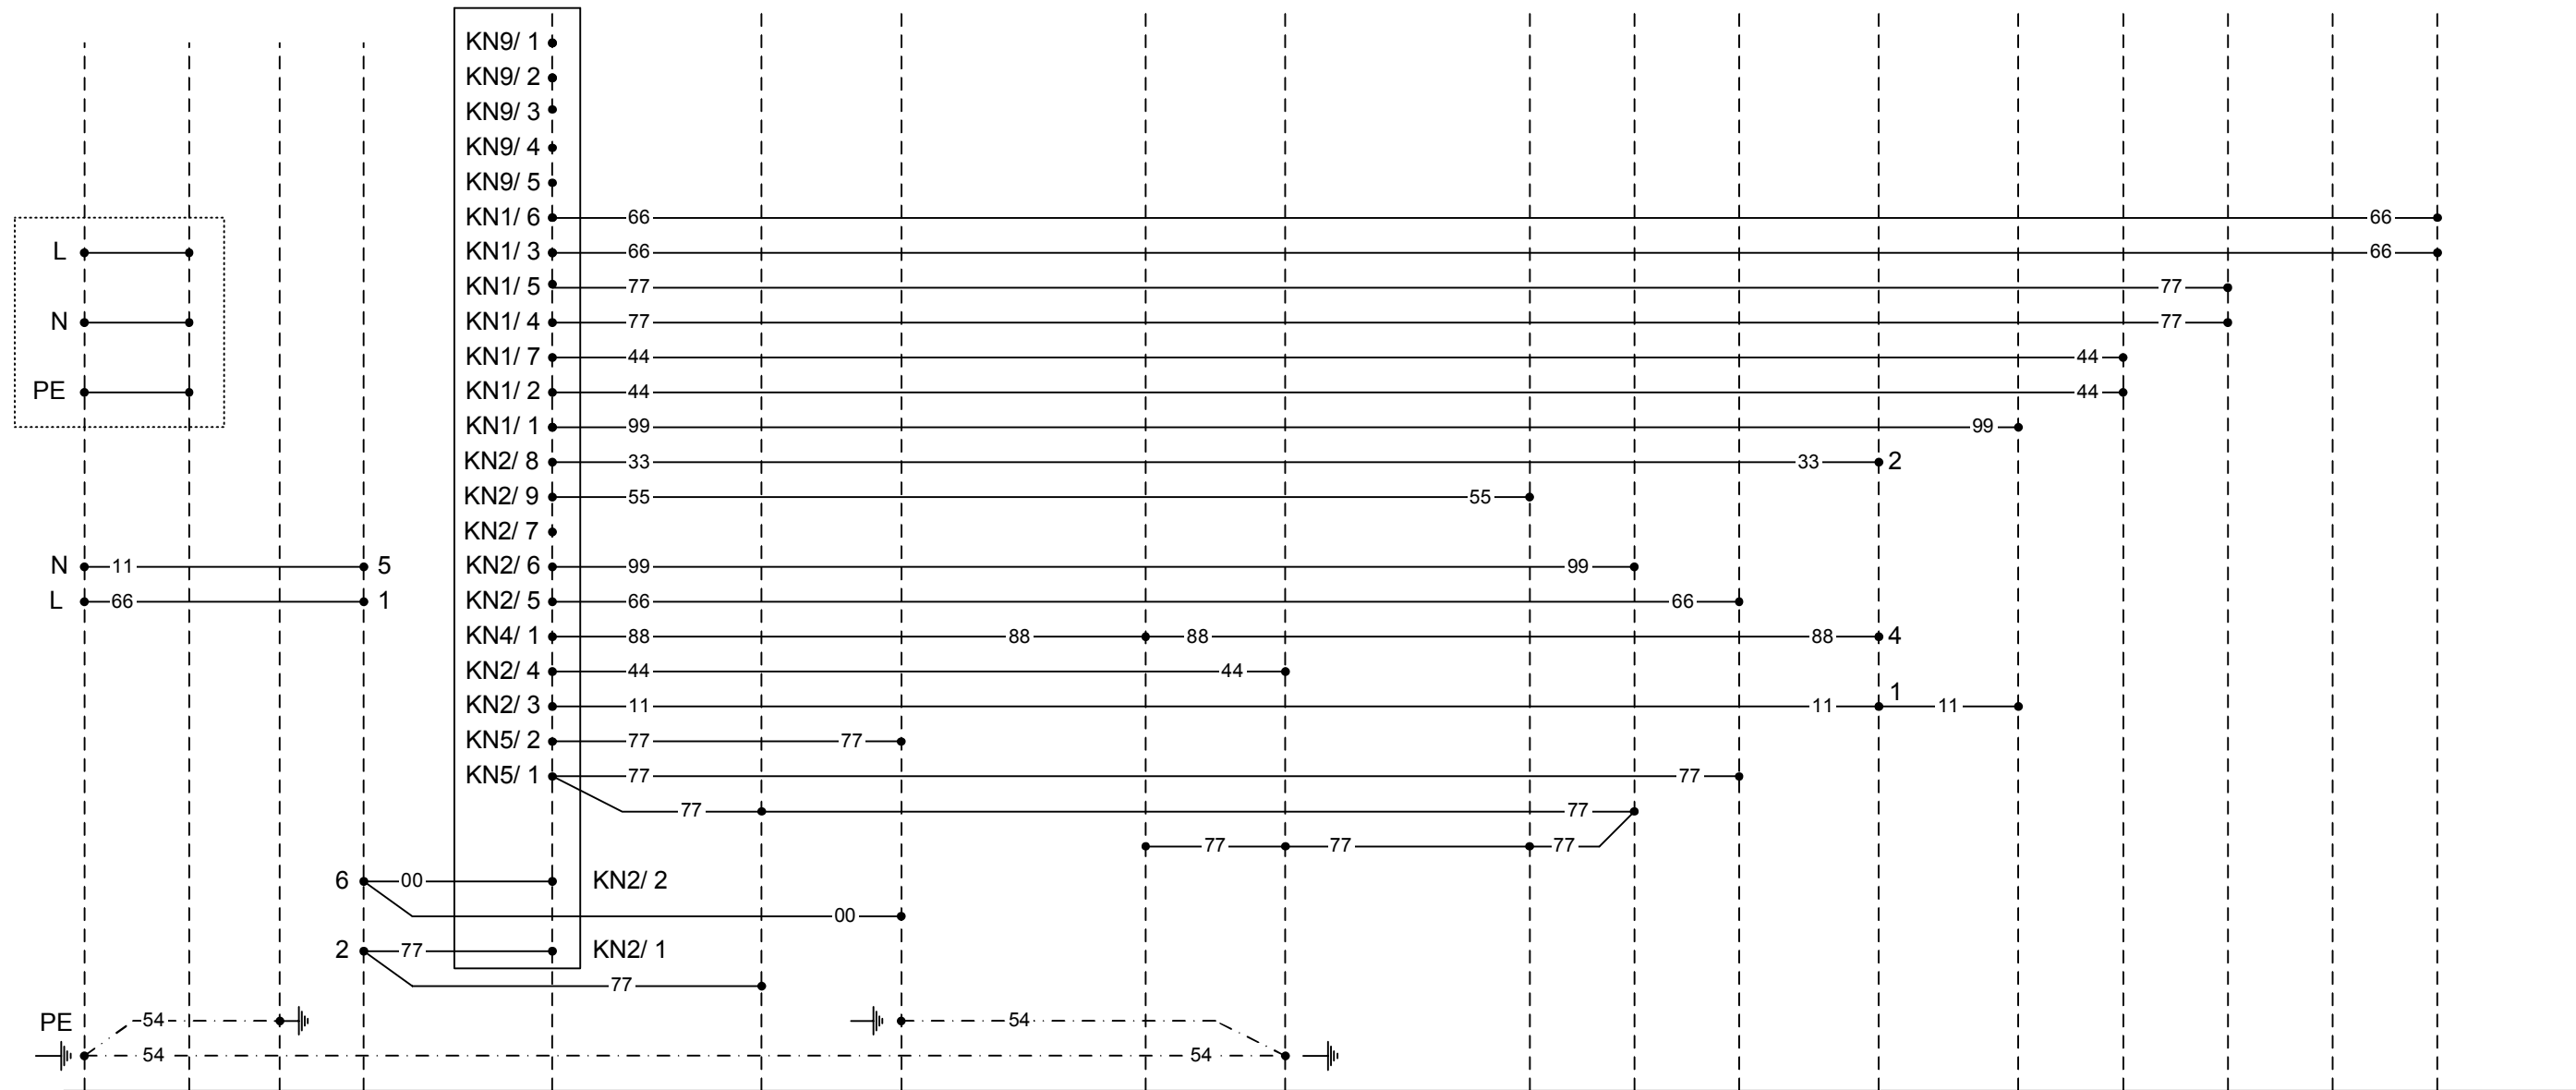 KN9/ 1
KN9/ 2
KN9/ 3
KN9/ 4
KN9/ 5
KN1/ 6 66 66
L KN1/ 3 66 66
KN1/ 5 77 77
N KN1/ 4 77 77
KN1/ 7 44 44
PE KN1/ 2 44 44
KN1/ 1 99 99
KN2/ 8 33 33 2
KN2/ 9 55 55
KN2/ 7
N 11 5 KN2/ 6 99 99
L 66 1 KN2/ 5 66 66
KN4/ 1 88 88 88 88 4
KN2/ 4 44 44
KN2/ 3 11 11 1 11
KN5/ 2 77 77
KN5/ 1 77 77
77 77
77 77 77
6 00 KN2/ 2
00
2 77 KN2/ 1
77
PE 54 54
54 54